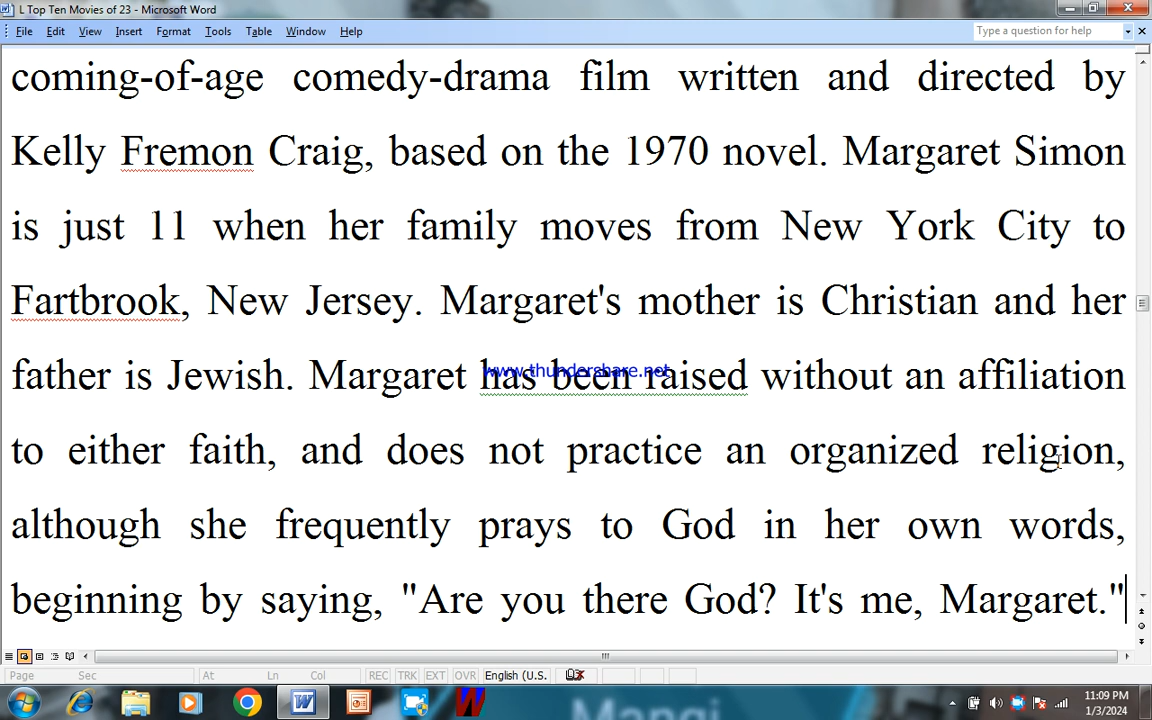 L Top Ten Movies of 23 - Microsoft Word
File Edit View Insert Format Tools Table Window Help
Type a question for help
coming-of-age comedy-drama film written and directed by
Kelly Fremon Craig, based on the 1970 novel. Margaret Simon
is just 11 when her family moves from New York City to
Fartbrook, New Jersey. Margaret's mother is Christian and her
father is Jewish. Margaret has been raised without an affiliation
www.thundershare.net
to either faith, and does not practice an organized religion,
although she frequently prays to God in her own words,
beginning by saying, "Are you there God? It's me, Margaret."
Page Sec At Ln Col REC TRK EXT OVR English (U.S.
11:09 PM
1/3/2024